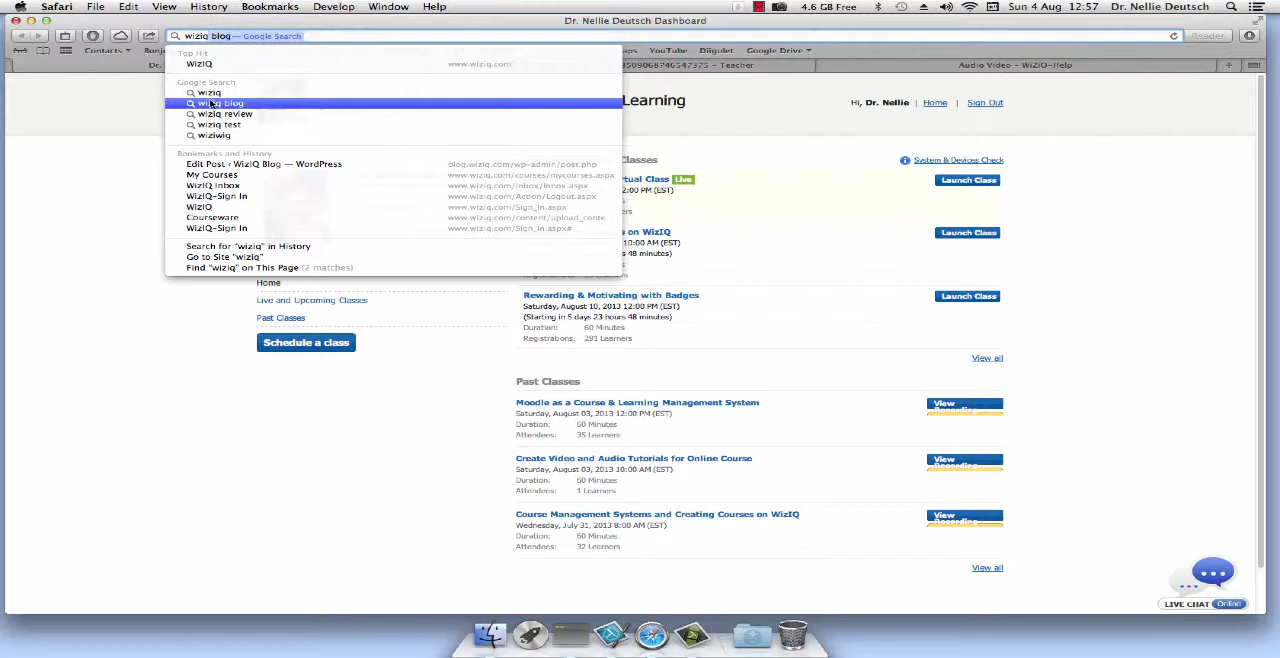 Safari File Edit View History Bookmarks Develop Window Help 4.6 GB Free Sun 4 Aug 12:57 Dr. Nellie Deutsch
Dr. Nellie Deutsch Dashboard
wiziq blog — Google Search Reader
Contacts YouTube Diigolet Google Drive
509068746547375 – Teacher Audio Video – WiZiQ-Help
Top Hit
WizIQ www.wiziq.com
Google Search
wiziq
wiziq blog
wiziq review
wiziq test
wiziwig
Bookmarks and History
Edit Post ‹ WizIQ Blog — WordPress blog.wiziq.com/wp-admin/post.php
My Courses www.wiziq.com/courses/mycourses.aspx
WizIQ Inbox www.wiziq.com/Inbox/Inbox.aspx
WizIQ-Sign In www.wiziq.com/Action/Logout.aspx
WizIQ www.wiziq.com/Sign_In.aspx
Courseware www.wiziq.com/content/upload_conte
WizIQ-Sign In www.wiziq.com/Sign_In.aspx#
Search for "wiziq" in History
Go to Site "wiziq"
Find "wiziq" on This Page (2 matches)
Learning
Hi, Dr. Nellie | Home | Sign Out
Classes System & Devices Check
rtual Class Live Launch Class
2:00 PM (EST)
rs
s on WizIQ Launch Class
10:00 AM (EST)
48 minutes)
Home
Live and Upcoming Classes
Past Classes
Schedule a class
Rewarding & Motivating with Badges Launch Class
Saturday, August 10, 2013 12:00 PM (EST)
(Starting in 5 days 23 hours 48 minutes)
Duration: 60 Minutes
Registrations: 291 Learners
View all
Past Classes
Moodle as a Course & Learning Management System View Recording
Saturday, August 03, 2013 12:00 PM (EST)
Duration: 60 Minutes
Attendees: 35 Learners
Create Video and Audio Tutorials for Online Course View Recording
Saturday, August 03, 2013 10:00 AM (EST)
Duration: 60 Minutes
Attendees: 1 Learners
Course Management Systems and Creating Courses on WizIQ View Recording
Wednesday, July 31, 2013 8:00 AM (EST)
Duration: 60 Minutes
Attendees: 32 Learners
View all
LIVE CHAT Online